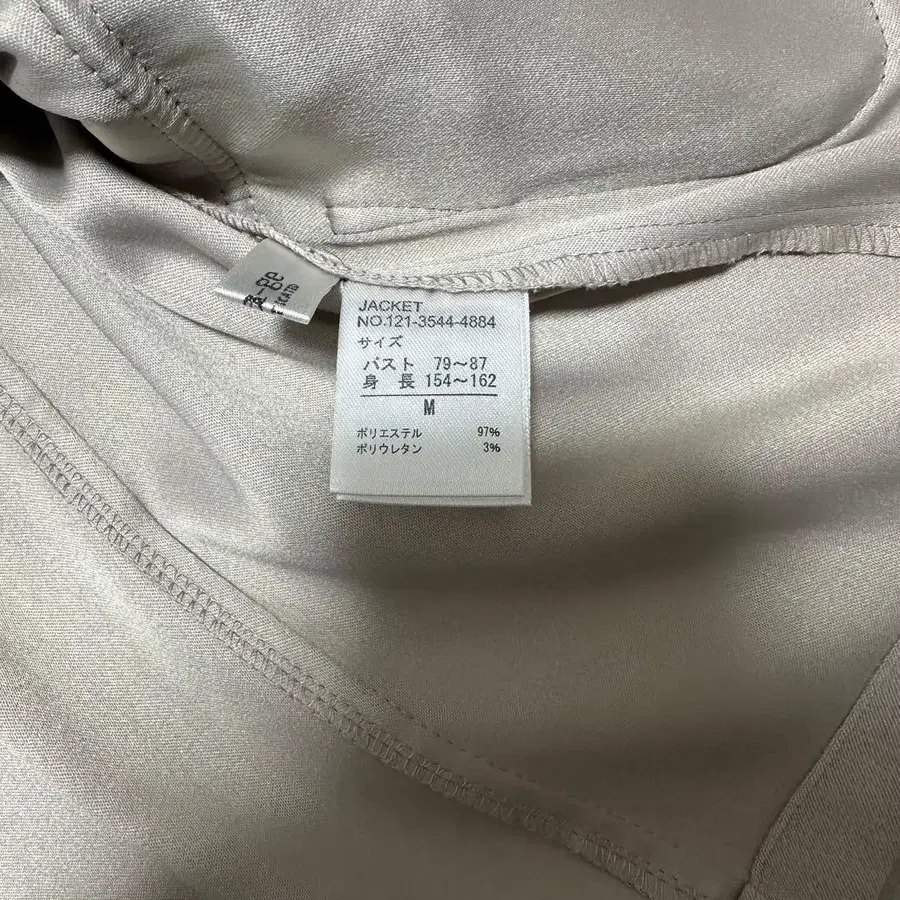 JACKET
NO.121-3544-4884
サイズ
バスト 79～87
身 長 154～162
M
ポリエステル 97%
ポリウレタン 3%